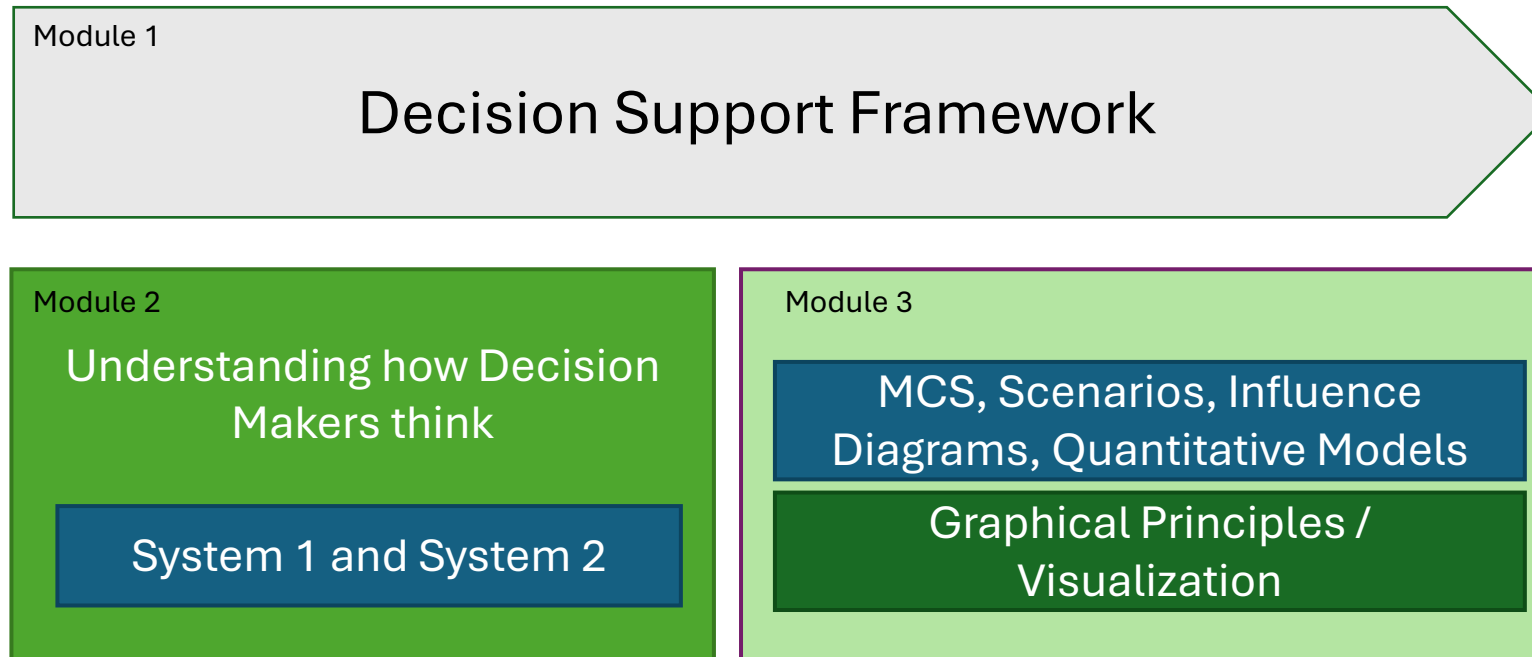 Module 1
Decision Support Framework
Module 2
Understanding how Decision
Makers think
System 1 and System 2
Module 3
MCS, Scenarios, Influence
Diagrams, Quantitative Models
Graphical Principles /
Visualization